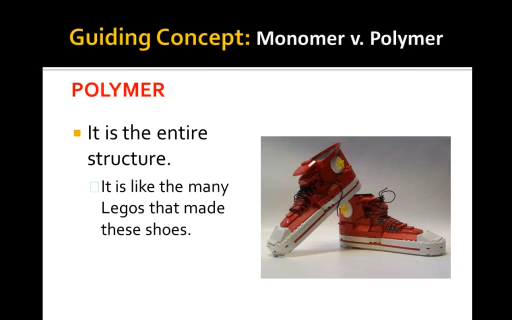 Guiding Concept: Monomer v. Polymer
POLYMER
It is the entire
structure.
It is like the many
Legos that made
these shoes.